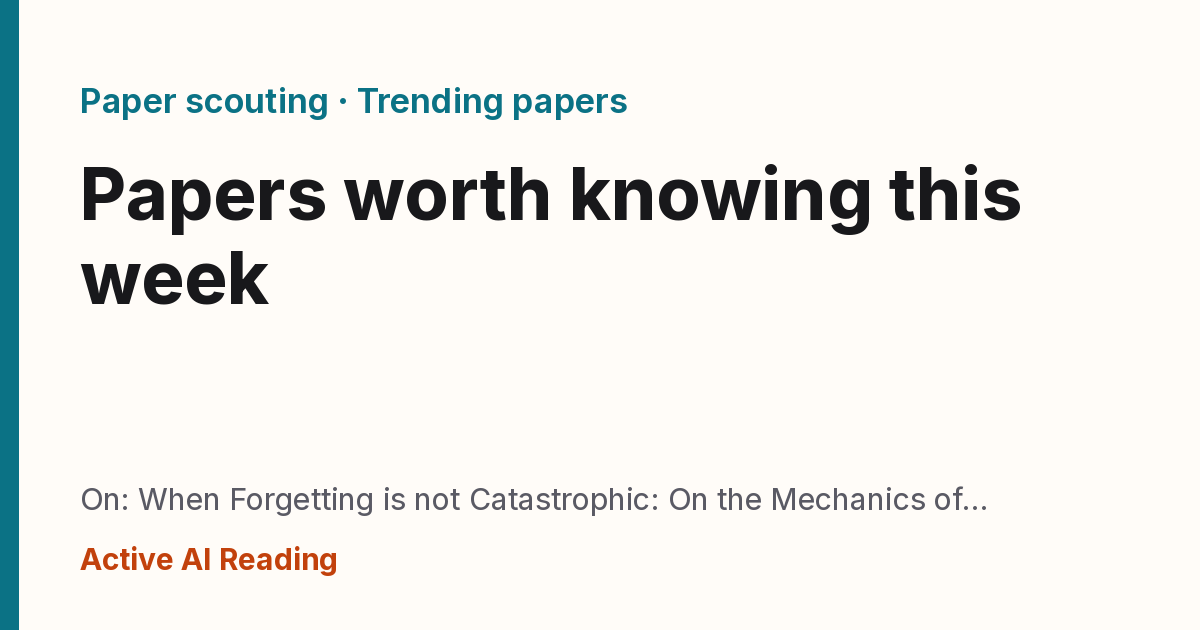 Paper scouting · Trending papers
Papers worth knowing this
week
On: When Forgetting is not Catastrophic: On the Mechanics of…
Active AI Reading